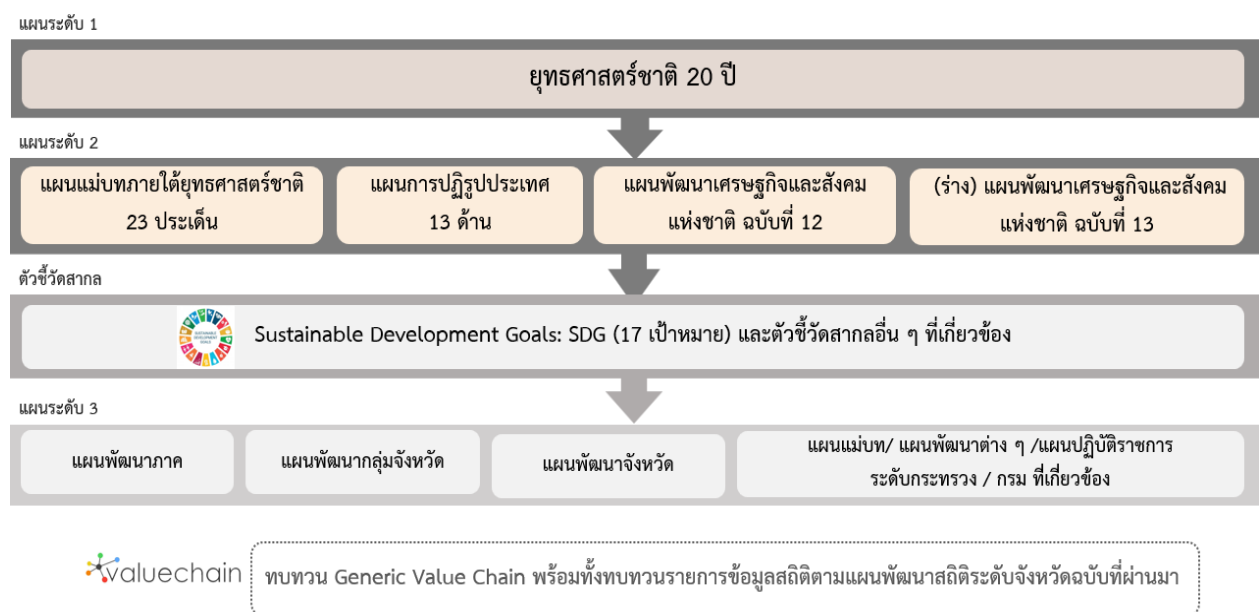 แผนระดับ 1
ยุทธศาสตร์ชาติ 20 ปี
แผนระดับ 2
แผนแม่บทภายใต้ยุทธศาสตร์ชาติ
23 ประเด็น
แผนการปฏิรูปประเทศ
13 ด้าน
แผนพัฒนาเศรษฐกิจและสังคม
แห่งชาติ ฉบับที่ 12
(ร่าง) แผนพัฒนาเศรษฐกิจและสังคม
แห่งชาติ ฉบับที่ 13
ตัวชี้วัดสากล
SUSTAINABLE
DEVELOPMENT
GOALS
Sustainable Development Goals: SDG (17 เป้าหมาย) และตัวชี้วัดสากลอื่น ๆ ที่เกี่ยวข้อง
แผนระดับ 3
แผนพัฒนาภาค
แผนพัฒนากลุ่มจังหวัด
แผนพัฒนาจังหวัด
แผนแม่บท/ แผนพัฒนาต่าง ๆ /แผนปฏิบัติราชการ
ระดับกระทรวง / กรม ที่เกี่ยวข้อง
valuechain
ทบทวน Generic Value Chain พร้อมทั้งทบทวนรายการข้อมูลสถิติตามแผนพัฒนาสถิติระดับจังหวัดฉบับที่ผ่านมา